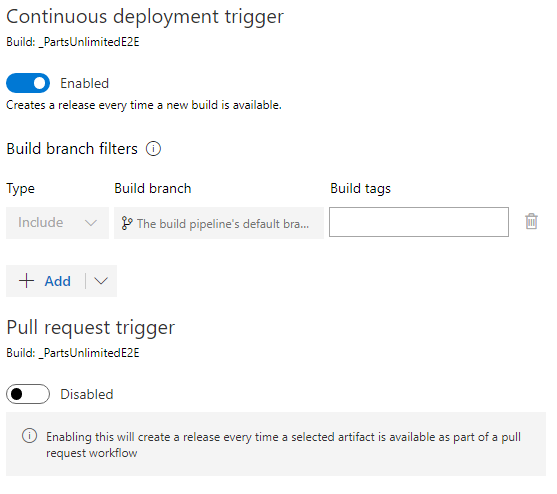 Continuous deployment trigger
Build: _PartsUnlimitedE2E
Enabled
Creates a release every time a new build is available.
Build branch filters
Type Build branch Build tags
Include The build pipeline's default bra...
Add
Pull request trigger
Build: _PartsUnlimitedE2E
Disabled
Enabling this will create a release every time a selected artifact is available as part of a pull
request workflow